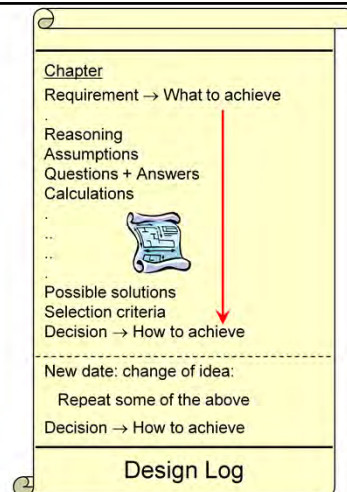 Chapter
Requirement → What to achieve
.
Reasoning
Assumptions
Questions + Answers
Calculations
.
..
..
.
Possible solutions
Selection criteria
Decision → How to achieve
New date: change of idea:
Repeat some of the above
Decision → How to achieve
Design Log